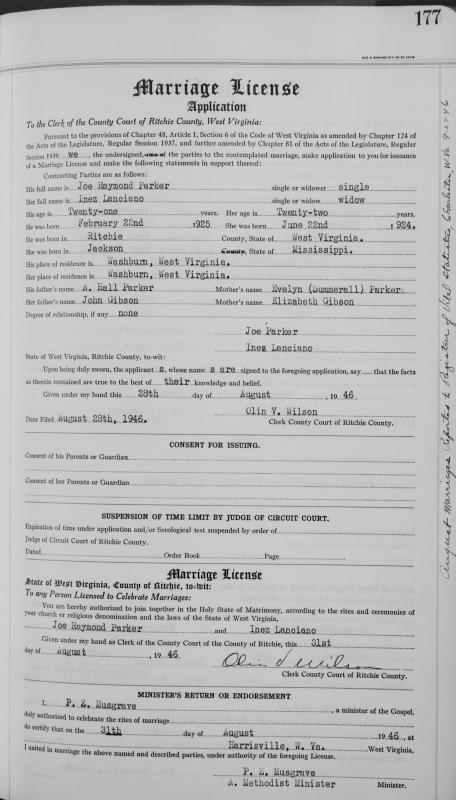 177
Marriage License
Application
To the Clerk of the County Court of Ritchie County, West Virginia:
Pursuant to the provisions of Chapter 48, Article 1, Section 6 of the Code of West Virginia as amended by Chapter 124 of
the Acts of the Legislature, Regular Session 1937, and further amended by Chapter 81 of the Acts of the Legislature, Regular
Session 1939, we, the undersigned, of the parties to the contemplated marriage, make application to you for issuance
of a Marriage License and make the following statements in support thereof:
Contracting Parties are as follows:
His full name is Joe Raymond Parker single or widower single
Her full name is Inez Lanciano single or widow widow
His age is Twenty-one years. Her age is Twenty-two years.
He was born February 22nd 1925 She was born June 22nd 1924.
He was born in Ritchie County, State of West Virginia.
She was born in Jackson County, State of Mississippi.
His place of residence is Washburn, West Virginia.
Her place of residence is Washburn, West Virginia.
His father's name A. Hall Parker Mother's name Evelyn (Summerall) Parker
Her father's name John Gibson Mother's name Elizabeth Gibson
Degree of relationship, if any none
Joe Parker
Inez Lanciano
State of West Virginia, Ritchie County, to-wit:
Upon being duly sworn, the applicant s, whose name s are signed to the foregoing application, say that the facts
as therein contained are true to the best of their knowledge and belief.
Given under my hand this 28th day of August, 1946.
Olin V. Wilson
Date Filed August 28th, 1946. Clerk County Court of Ritchie County.
CONSENT FOR ISSUING.
Consent of his Parents or Guardian
Consent of her Parents or Guardian
SUSPENSION OF TIME LIMIT BY JUDGE OF CIRCUIT COURT.
Expiration of time under application and/or Serological test suspended by order of
Judge of Circuit Court of Ritchie County.
Dated Order Book Page
Marriage License
State of West Virginia, County of Ritchie, to-wit:
To any Person Licensed to Celebrate Marriages:
You are hereby authorized to join together in the Holy State of Matrimony, according to the rites and ceremonies of
your church or religious denomination and the laws of the State of West Virginia,
Joe Raymond Parker and Inez Lanciano
Given under my hand as Clerk of the County Court of the County of Ritchie, this 31st
day of August, 1946.
Olin V Wilson
Clerk County Court of Ritchie County.
MINISTER'S RETURN OR ENDORSEMENT
I, P. Z. Musgrave, a minister of the Gospel,
duly authorized to celebrate the rites of marriage
do certify that on the 31th day of August 1946, at
Harrisville, W. Va. West Virginia,
I united in marriage the above named and described parties, under authority of the foregoing License.
P. Z. Musgrave
A. Methodist Minister Minister.
August Marriages Reported to Registrar of Vital Statistics, Charleston, W Va 9-27-46